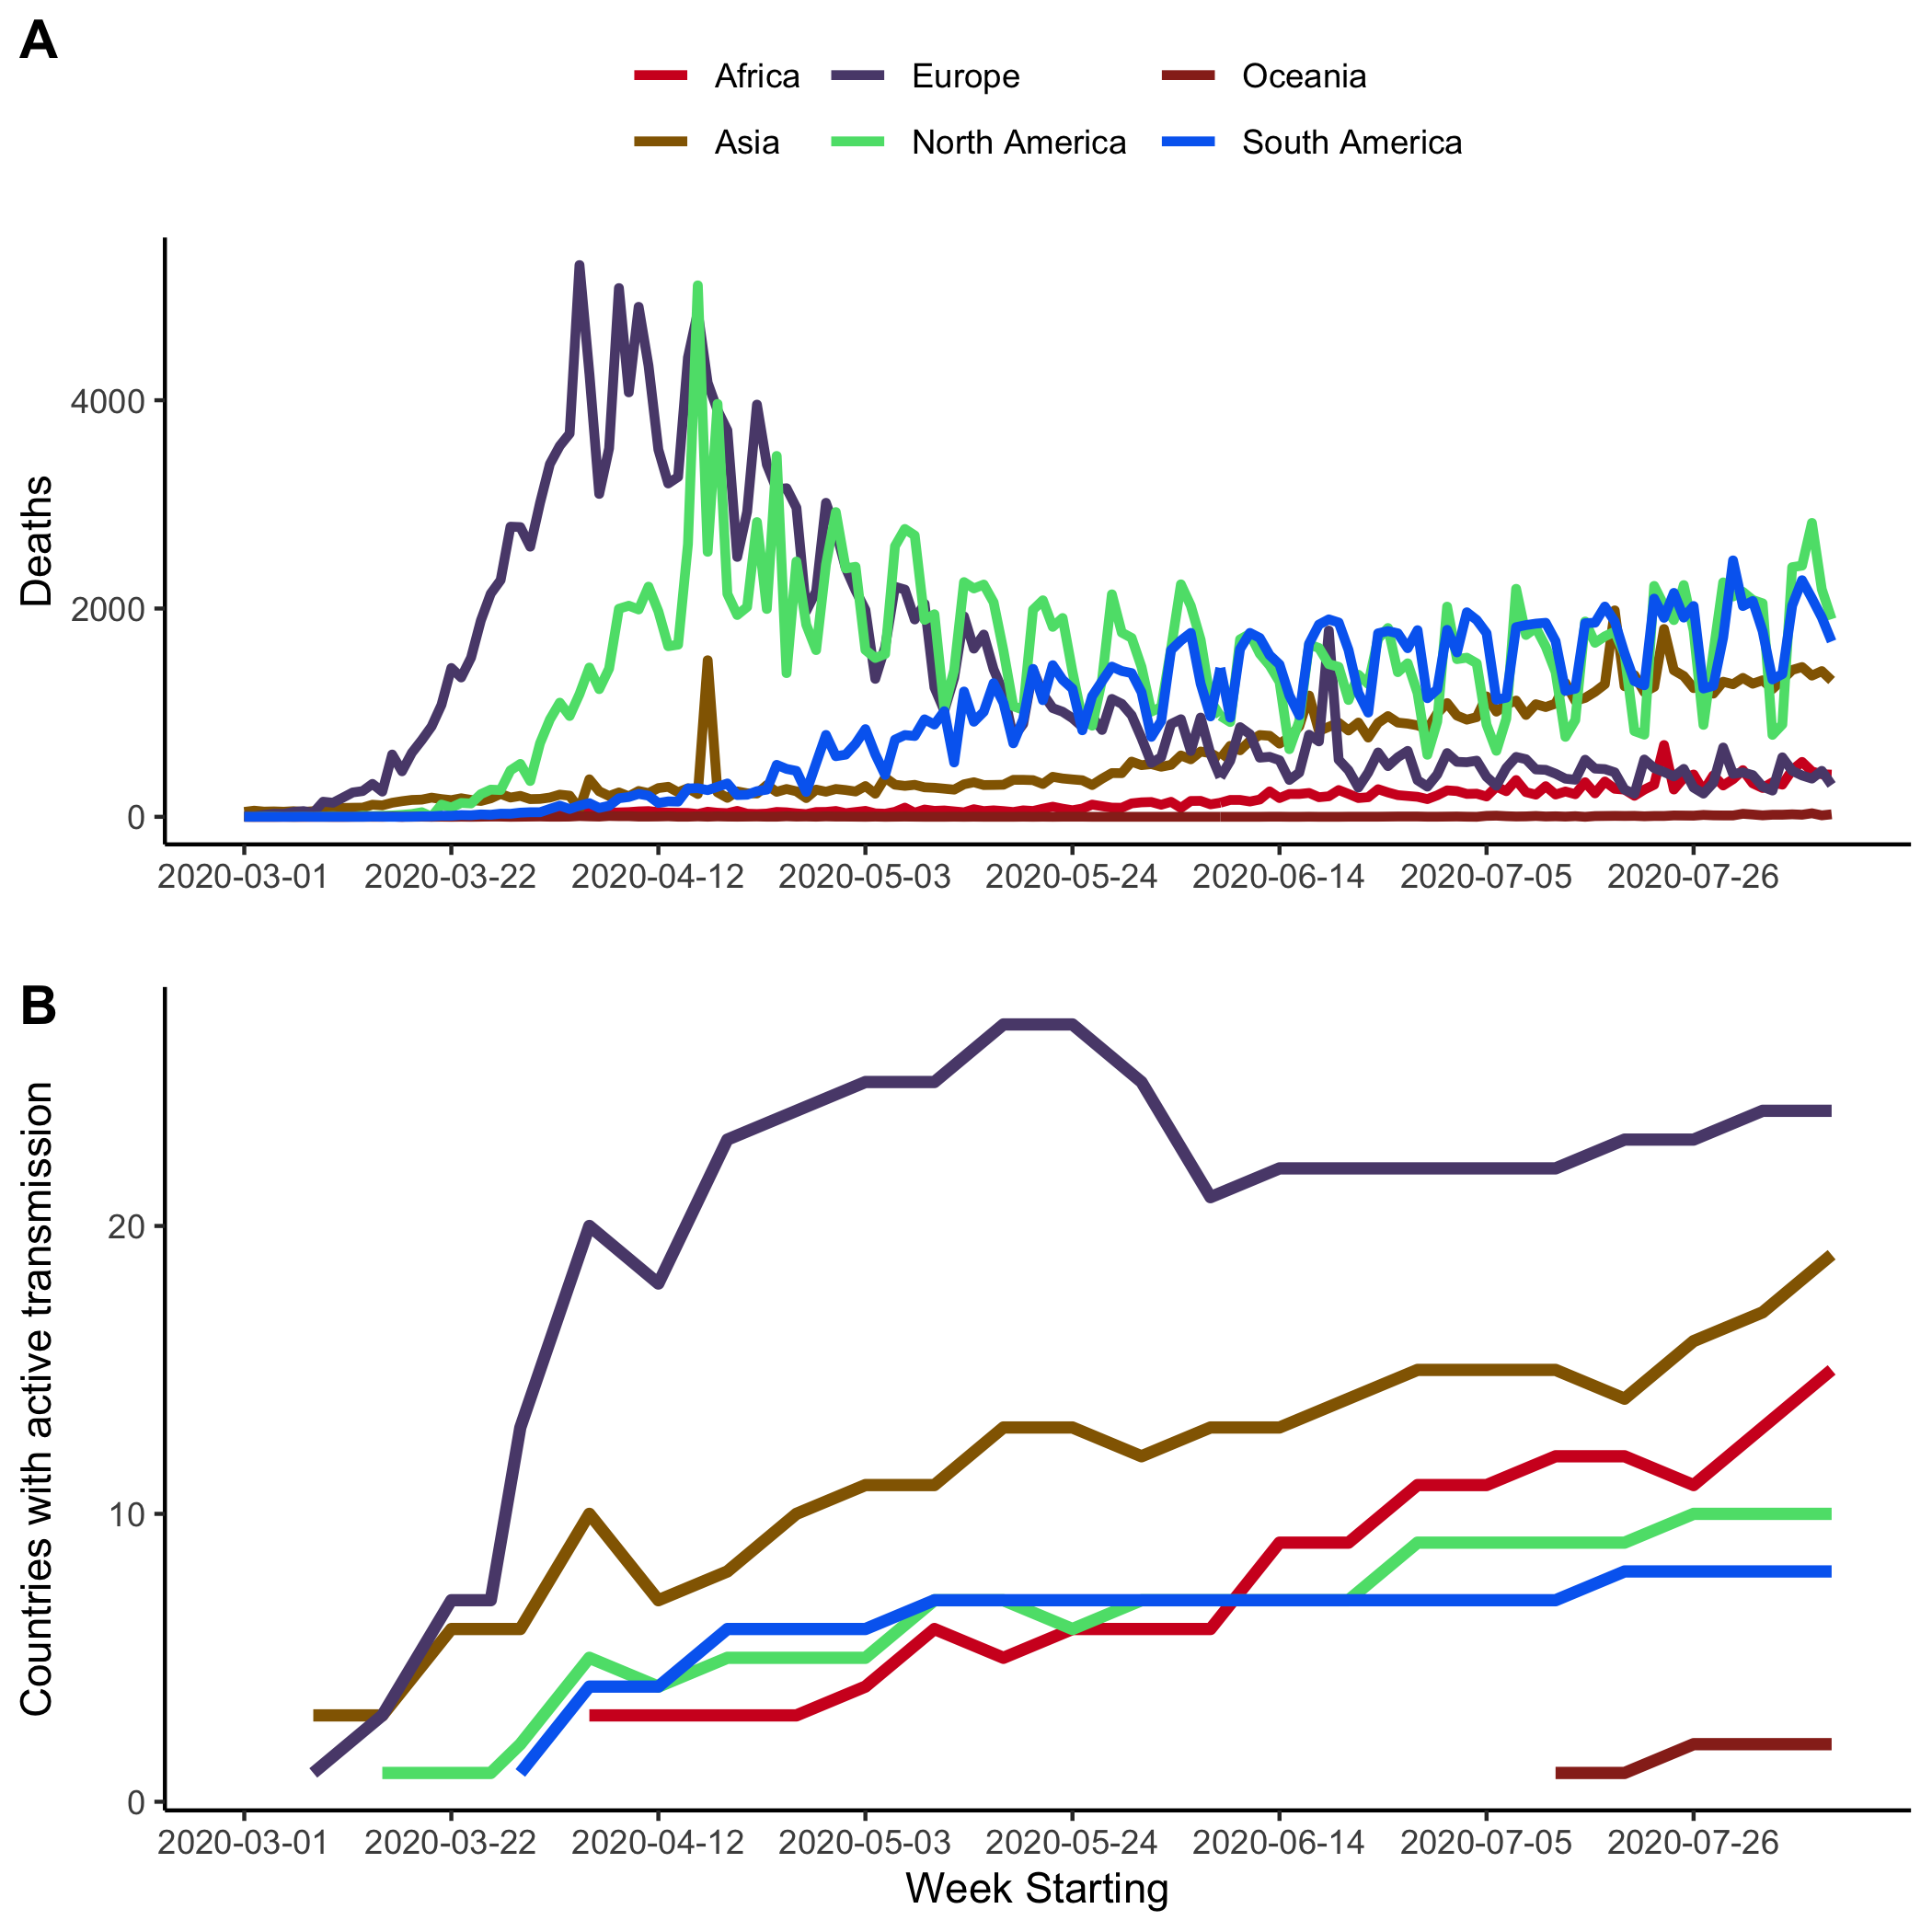 A
Africa Europe Oceania
Asia North America South America
Deaths
4000
2000
0
2020-03-01 2020-03-22 2020-04-12 2020-05-03 2020-05-24 2020-06-14 2020-07-05 2020-07-26
B
Countries with active transmission
20
10
0
2020-03-01 2020-03-22 2020-04-12 2020-05-03 2020-05-24 2020-06-14 2020-07-05 2020-07-26
Week Starting